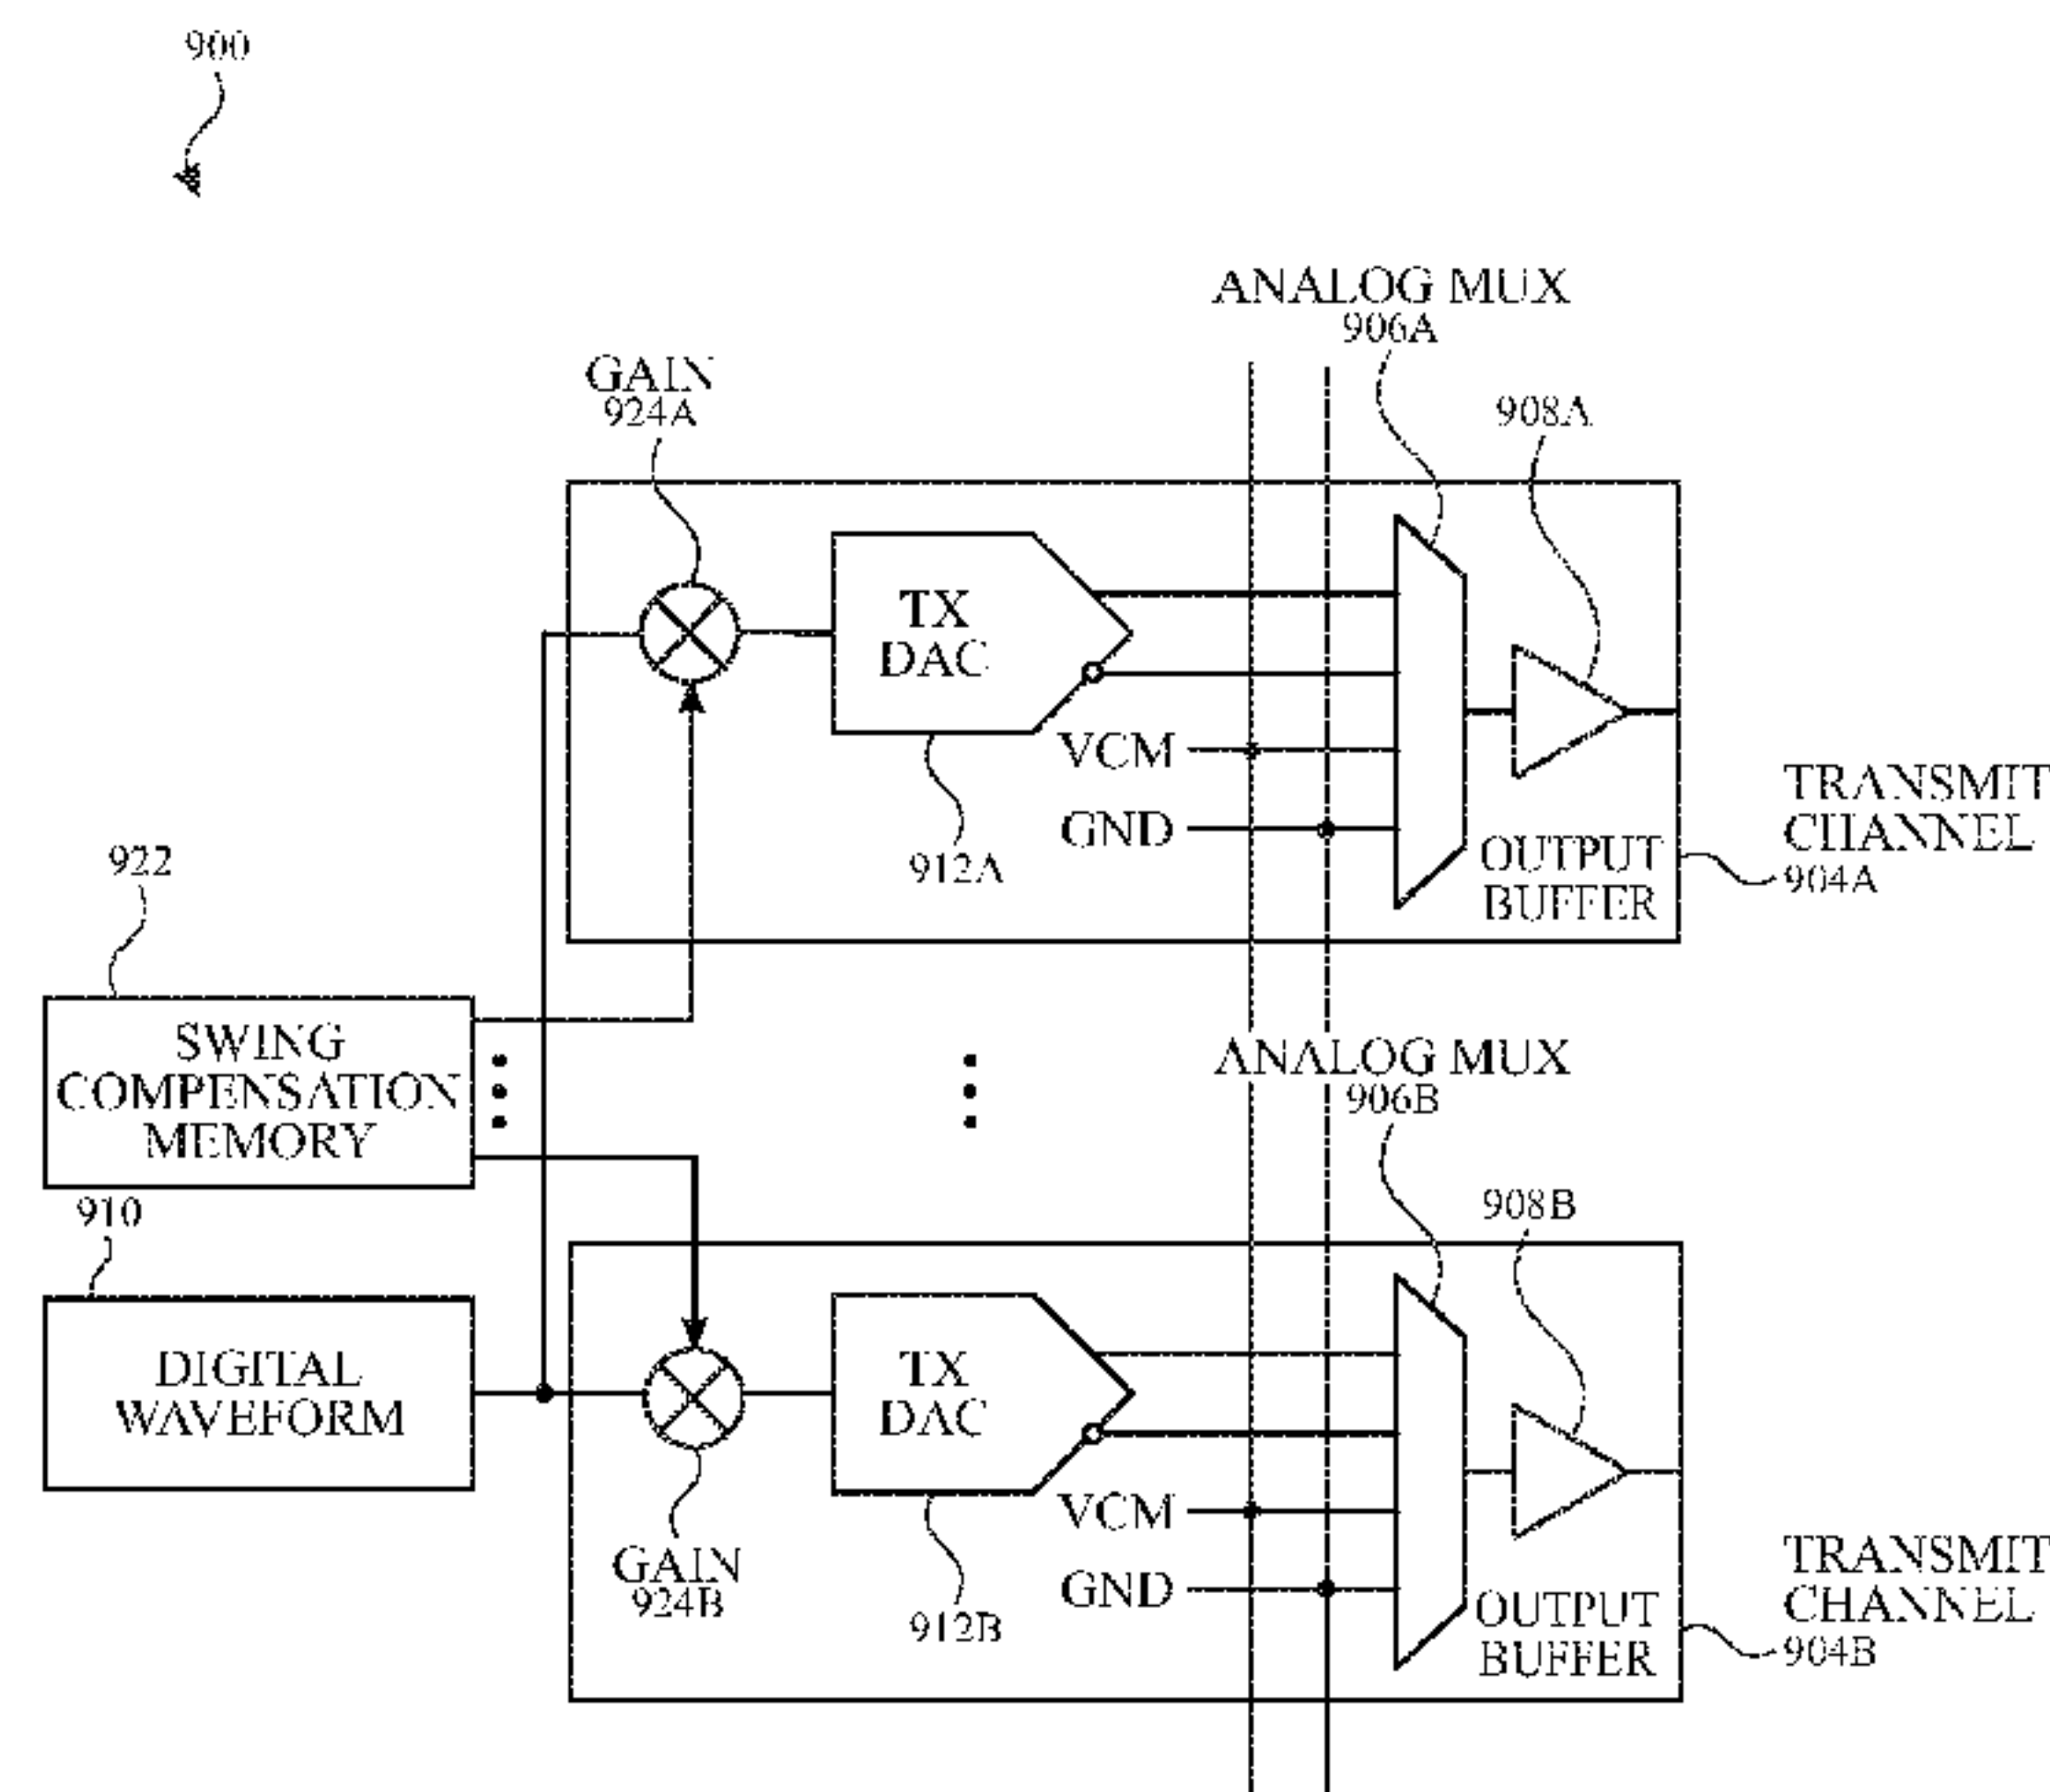 900
ANALOG MUX
906A
GAIN
924A
908A
TX
DAC
VCM
GND
912A
OUTPUT
BUFFER
TRANSMIT
CHANNEL
904A
922
SWING
COMPENSATION
MEMORY
ANALOG MUX
906B
910
908B
DIGITAL
WAVEFORM
TX
DAC
VCM
GND
GAIN
924B
912B
OUTPUT
BUFFER
TRANSMIT
CHANNEL
904B